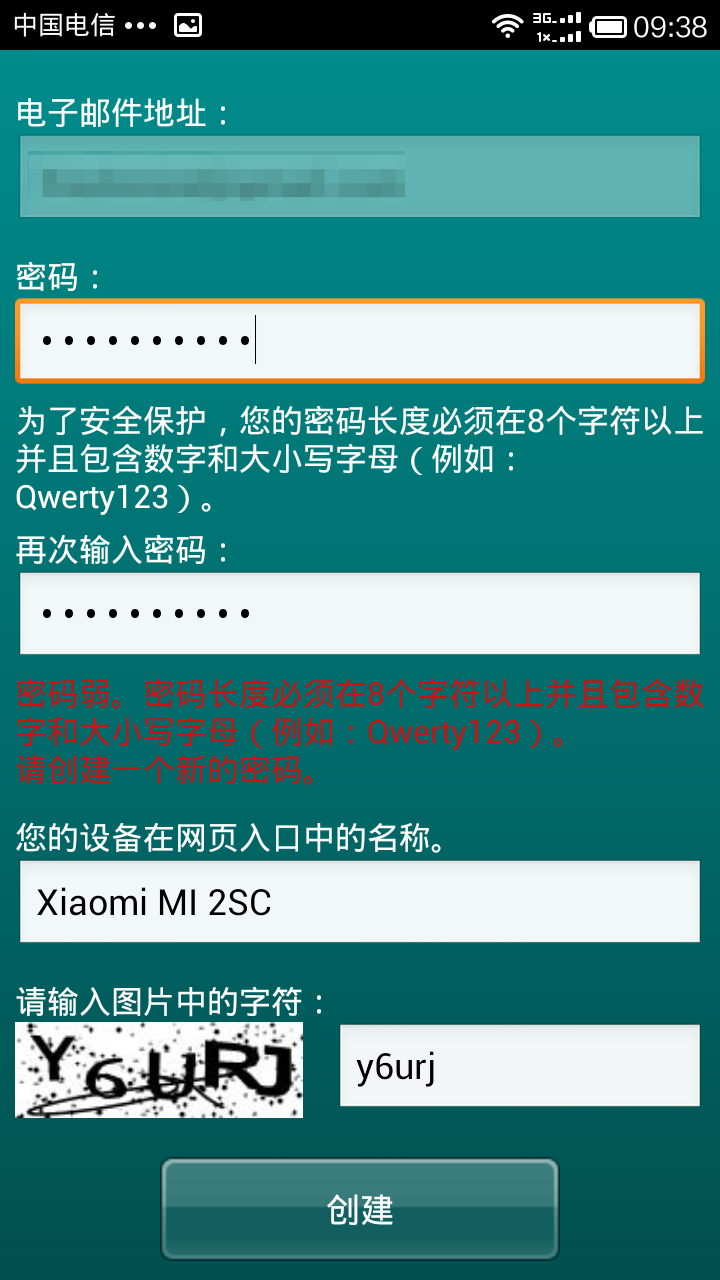 中国电信 ••• 3G 1× 09:38
电子邮件地址：
密码：
••••••••••
为了安全保护，您的密码长度必须在8个字符以上
并且包含数字和大小写字母（例如：
Qwerty123）。
再次输入密码：
••••••••••
密码弱。密码长度必须在8个字符以上并且包含数
字和大小写字母（例如：Qwerty123）。
请创建一个新的密码。
您的设备在网页入口中的名称。
Xiaomi MI 2SC
请输入图片中的字符：
Y6URJ y6urj
创建